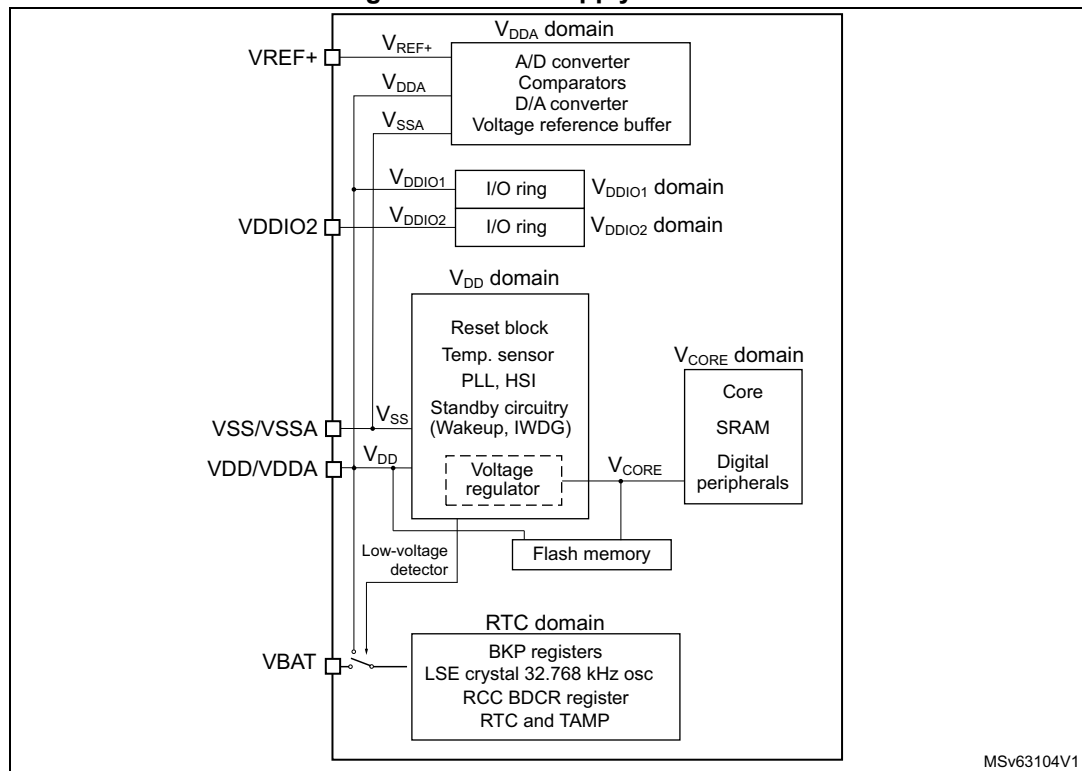 VDDA domain
VREF+
VREF+
A/D converter
Comparators
D/A converter
Voltage reference buffer
VDDA
VSSA
VDDIO1
I/O ring
VDDIO1 domain
VDDIO2
VDDIO2
I/O ring
VDDIO2 domain
VDD domain
Reset block
Temp. sensor
PLL, HSI
Standby circuitry
(Wakeup, IWDG)
Voltage
regulator
VCORE domain
Core
SRAM
Digital
peripherals
VSS/VSSA
VSS
VDD/VDDA
VDD
VCORE
Flash memory
Low-voltage
detector
RTC domain
VBAT
BKP registers
LSE crystal 32.768 kHz osc
RCC BDCR register
RTC and TAMP
MSv63104V1